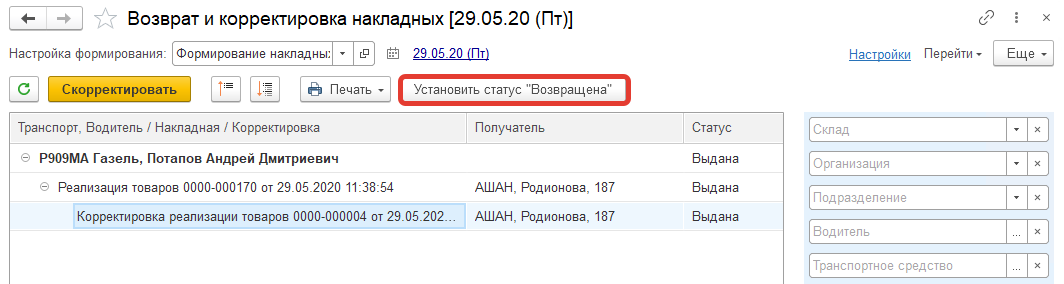 Возврат и корректировка накладных [29.05.20 (Пт)]
Настройка формирования: Формирование накладных 29.05.20 (Пт) Настройки Перейти Еще
Скорректировать Печать Установить статус "Возвращена"
Транспорт, Водитель / Накладная / Корректировка Получатель Статус
Р909МА Газель, Потапов Андрей Дмитриевич Выдана
Реализация товаров 0000-000170 от 29.05.2020 11:38:54 АШАН, Родионова, 187 Выдана
Корректировка реализации товаров 0000-000004 от 29.05.202... АШАН, Родионова, 187 Выдана
Склад
Организация
Подразделение
Водитель ...
Транспортное средство ...